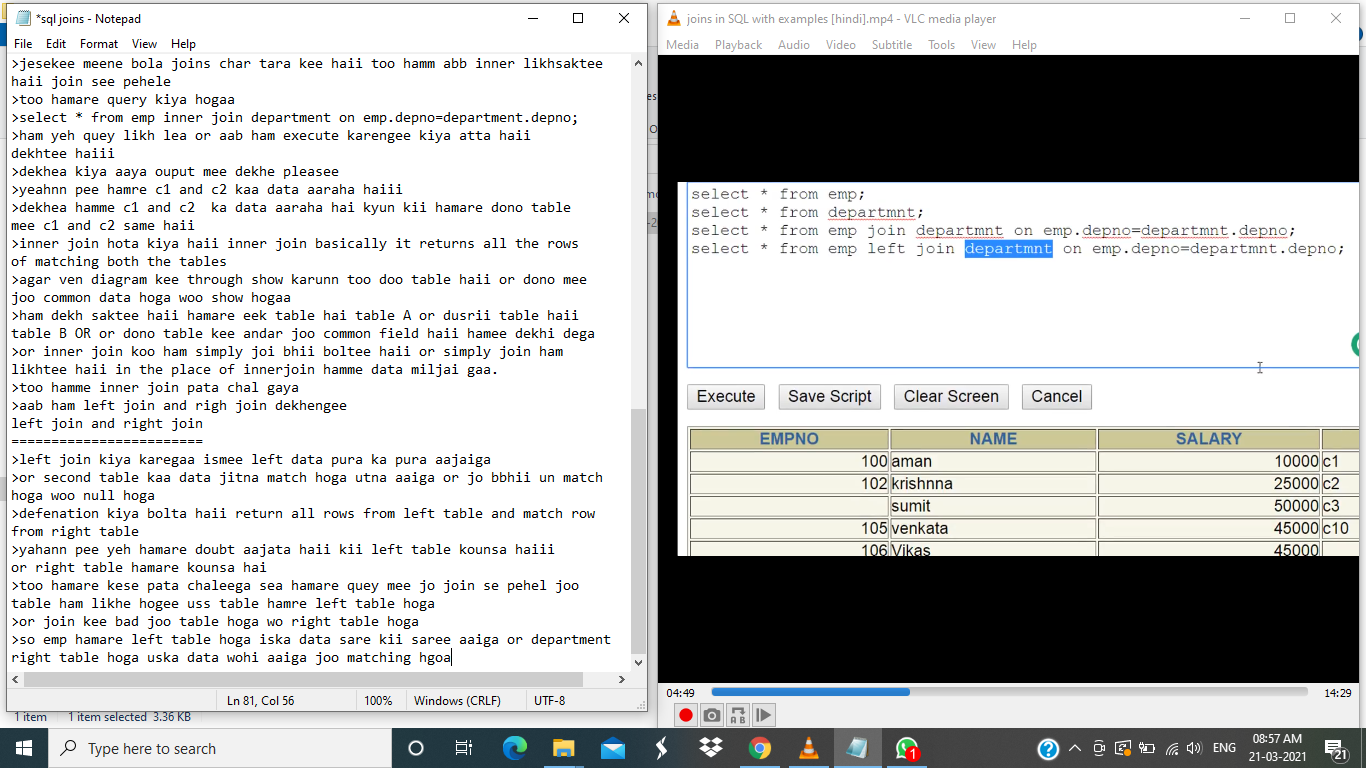 *sql joins - Notepad
File Edit Format View Help
>jesekee meene bola joins char tara kee haii too hamm abb inner likhsaktee
haii join see pehele
>too hamare query kiya hogaa
>select * from emp inner join department on emp.depno=department.depno;
>ham yeh quey likh lea or aab ham execute karengee kiya atta haii
dekhtee haiii
>dekhea kiya aaya ouput mee dekhe pleasee
>yeahnn pee hamre c1 and c2 kaa data aaraha haiii
>dekhea hamme c1 and c2  ka data aaraha hai kyun kii hamare dono table
mee c1 and c2 same haii
>inner join hota kiya haii inner join basically it returns all the rows
of matching both the tables
>agar ven diagram kee through show karunn too doo table haii or dono mee
joo common data hoga woo show hogaa
>ham dekh saktee haii hamare eek table hai table A or dusrii table haii
table B OR or dono table kee andar joo common field haii hamee dekhi dega
>or inner join koo ham simply joi bhii boltee haii or simply join ham
likhtee haii in the place of innerjoin hamme data miljai gaa.
>too hamme inner join pata chal gaya
>aab ham left join and righ join dekhengee
left join and right join
========================
>left join kiya karegaa ismee left data pura ka pura aajaiga
>or second table kaa data jitna match hoga utna aaiga or jo bbhii un match
hoga woo null hoga
>defenation kiya bolta haii return all rows from left table and match row
from right table
>yahann pee yeh hamare doubt aajata haii kii left table kounsa haiii
or right table hamare kounsa hai
>too hamare kese pata chaleega sea hamare quey mee jo join se pehel joo
table ham likhe hogee uss table hamre left table hoga
>or join kee bad joo table hoga wo right table hoga
>so emp hamare left table hoga iska data sare kii saree aaiga or department
right table hoga uska data wohi aaiga joo matching hgoa
Ln 81, Col 56 100% Windows (CRLF) UTF-8
1 item 1 item selected 3.36 KB
joins in SQL with examples [hindi].mp4 - VLC media player
Media Playback Audio Video Subtitle Tools View Help
select * from emp;
select * from departmnt;
select * from emp join departmnt on emp.depno=departmnt.depno;
select * from emp left join departmnt on emp.depno=departmnt.depno;
Execute Save Script Clear Screen Cancel
EMPNO NAME SALARY
100 aman 10000 c1
102 krishnna 25000 c2
sumit 50000 c3
105 venkata 45000 c10
106 Vikas 45000
04:49 14:29
Type here to search
1
ENG
08:57 AM
21-03-2021
21